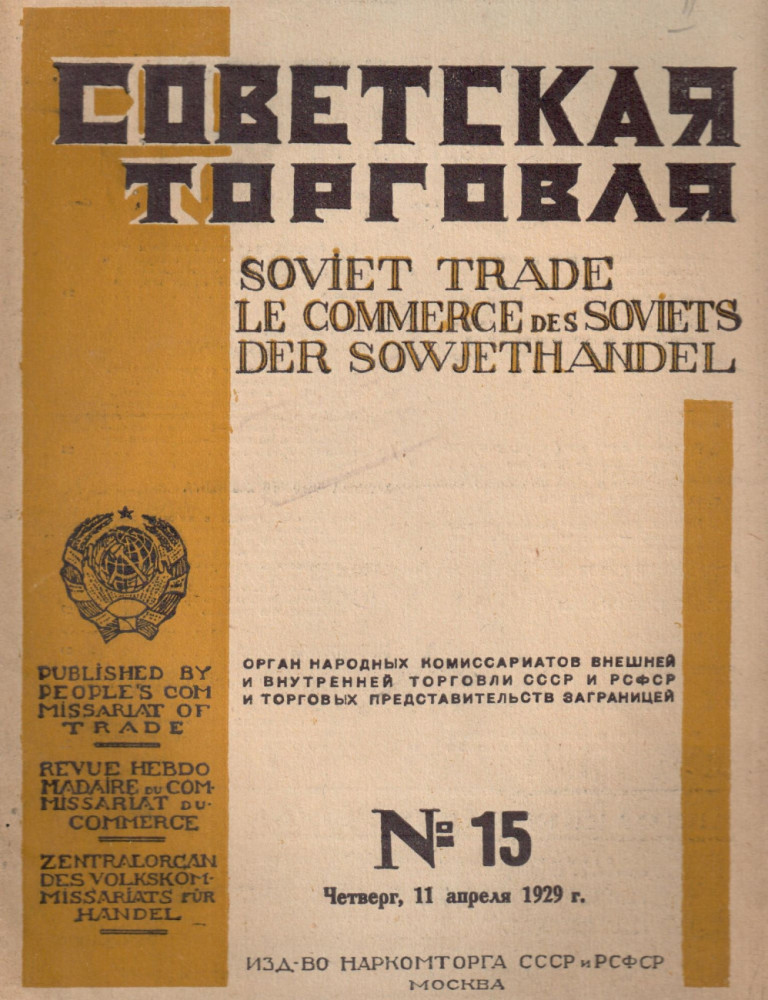 СОВЕТСКАЯ
ТОРГОВЛЯ
SOVIET TRADE
LE COMMERCE DES SOVIETS
DER SOWJETHANDEL
PUBLISHED BY
PEOPLE'S COM
MISSARIAT OF
TRADE
REVUE HEBDO
MADAIRE DU COM-
MISSARIAT DU-
COMMERCE
ZENTRALORGAN
DES VOLKSKOM-
MISSARIATS FÜR
HANDEL
ОРГАН НАРОДНЫХ КОМИССАРИАТОВ ВНЕШНЕЙ
И ВНУТРЕННЕЙ ТОРГОВЛИ СССР И РСФСР
И ТОРГОВЫХ ПРЕДСТАВИТЕЛЬСТВ ЗАГРАНИЦЕЙ
№ 15
Четверг, 11 апреля 1929 г.
ИЗД-ВО НАРКОМТОРГА СССР и РСФСР
МОСКВА